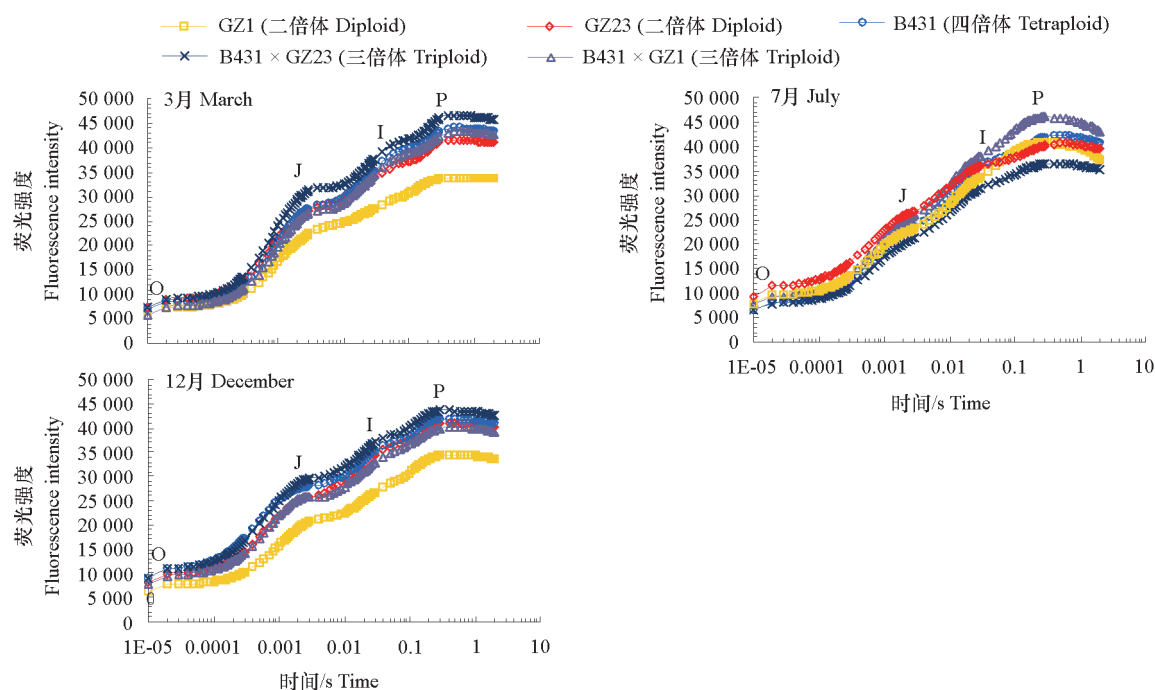 GZ1 (二倍体 Diploid)
GZ23 (二倍体 Diploid)
B431 (四倍体 Tetraploid)
B431 × GZ23 (三倍体 Triploid)
B431 × GZ1 (三倍体 Triploid)
3月 March
荧光强度
Fluorescence intensity
50 000
45 000
40 000
35 000
30 000
25 000
20 000
15 000
10 000
5 000
0
O
J
I
P
7月 July
荧光强度
Fluorescence intensity
50 000
45 000
40 000
35 000
30 000
25 000
20 000
15 000
10 000
5 000
0
O
J
I
P
1E-05 0.0001 0.001 0.01 0.1 1 10
时间/s Time
12月 December
荧光强度
Fluorescence intensity
50 000
45 000
40 000
35 000
30 000
25 000
20 000
15 000
10 000
5 000
0
O
J
I
P
1E-05 0.0001 0.001 0.01 0.1 1 10
时间/s Time